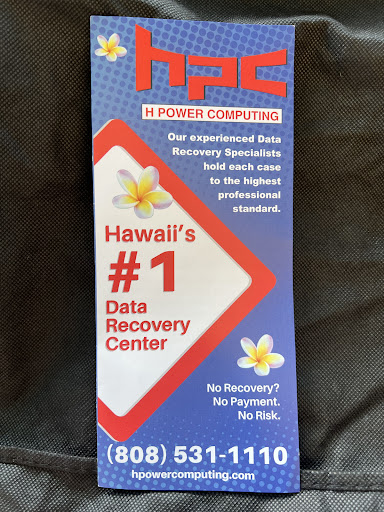 hpc
H POWER COMPUTING
Our experienced Data
Recovery Specialists
hold each case
to the highest
professional
standard.
Hawaii's
#1
Data
Recovery
Center
No Recovery?
No Payment.
No Risk.
(808) 531-1110
hpowercomputing.com